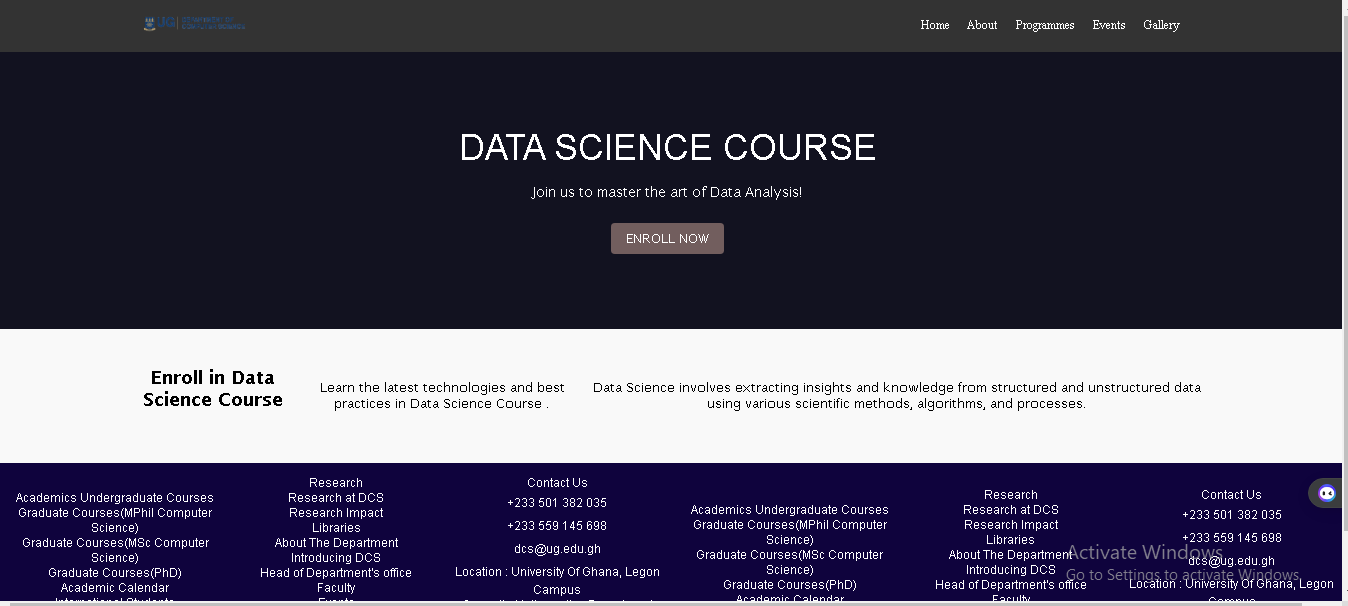 Home About Programmes Events Gallery
DATA SCIENCE COURSE
Join us to master the art of Data Analysis!
ENROLL NOW
Enroll in Data
Science Course
Learn the latest technologies and best
practices in Data Science Course .
Data Science involves extracting insights and knowledge from structured and unstructured data
using various scientific methods, algorithms, and processes.
Academics Undergraduate Courses
Graduate Courses(MPhil Computer
Science)
Graduate Courses(MSc Computer
Science)
Graduate Courses(PhD)
Academic Calendar
International Students
Research
Research at DCS
Research Impact
Libraries
About The Department
Introducing DCS
Head of Department's office
Faculty
Events
Contact Us
+233 501 382 035
+233 559 145 698
dcs@ug.edu.gh
Location : University Of Ghana, Legon
Campus
Academics Undergraduate Courses
Graduate Courses(MPhil Computer
Science)
Graduate Courses(MSc Computer
Science)
Graduate Courses(PhD)
Academic Calendar
Research
Research at DCS
Research Impact
Libraries
About The Department
Introducing DCS
Head of Department's office
Faculty
Contact Us
+233 501 382 035
+233 559 145 698
dcs@ug.edu.gh
Location : University Of Ghana, Legon
Campus
Activate Windows
Go to Settings to activate Windows.